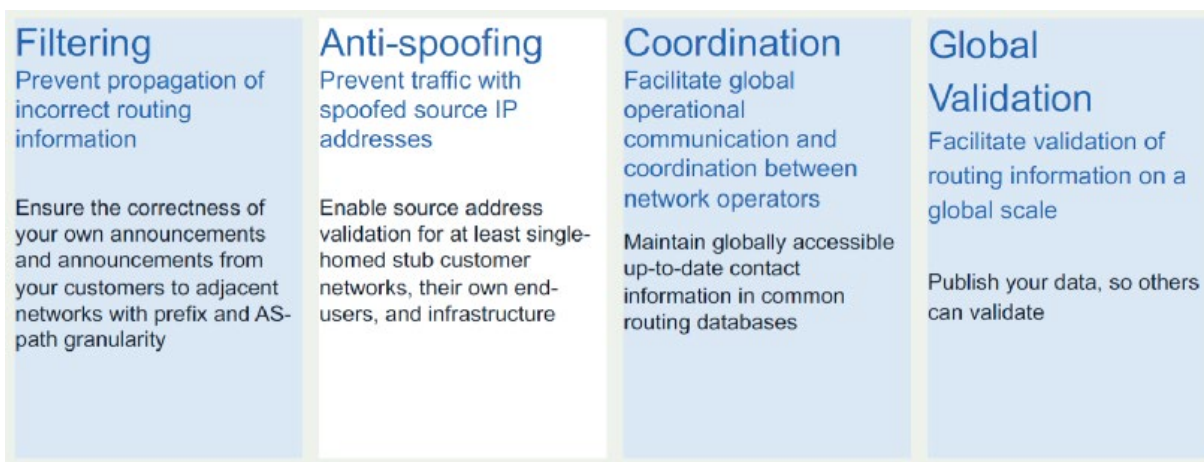 Filtering
Prevent propagation of
incorrect routing
information
Ensure the correctness of
your own announcements
and announcements from
your customers to adjacent
networks with prefix and AS-
path granularity
Anti-spoofing
Prevent traffic with
spoofed source IP
addresses
Enable source address
validation for at least single-
homed stub customer
networks, their own end-
users, and infrastructure
Coordination
Facilitate global
operational
communication and
coordination between
network operators
Maintain globally accessible
up-to-date contact
information in common
routing databases
Global
Validation
Facilitate validation of
routing information on a
global scale
Publish your data, so others
can validate